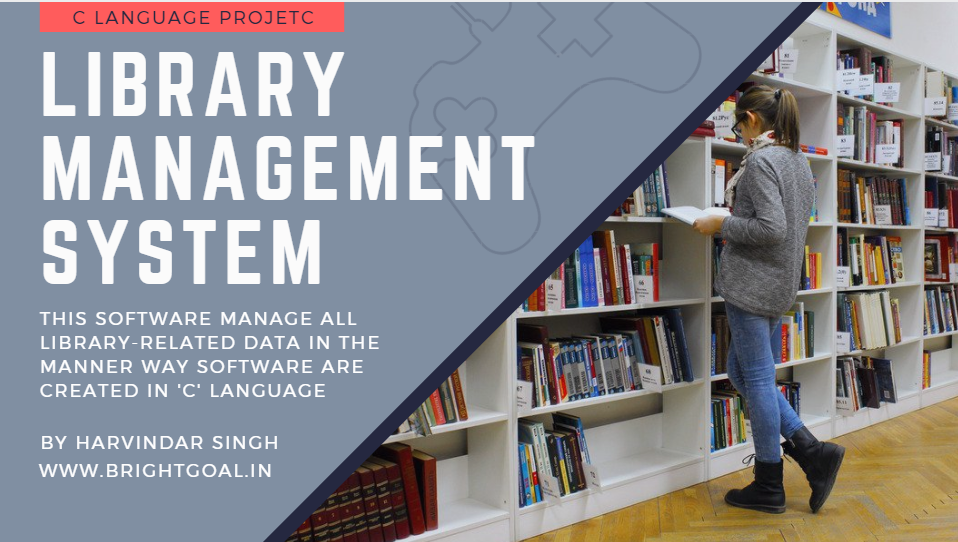 C LANGUAGE PROJETC
LIBRARY
MANAGEMENT
SYSTEM
THIS SOFTWARE MANAGE ALL
LIBRARY-RELATED DATA IN THE
MANNER WAY SOFTWARE ARE
CREATED IN 'C' LANGUAGE
BY HARVINDAR SINGH
WWW.BRIGHTGOAL.IN